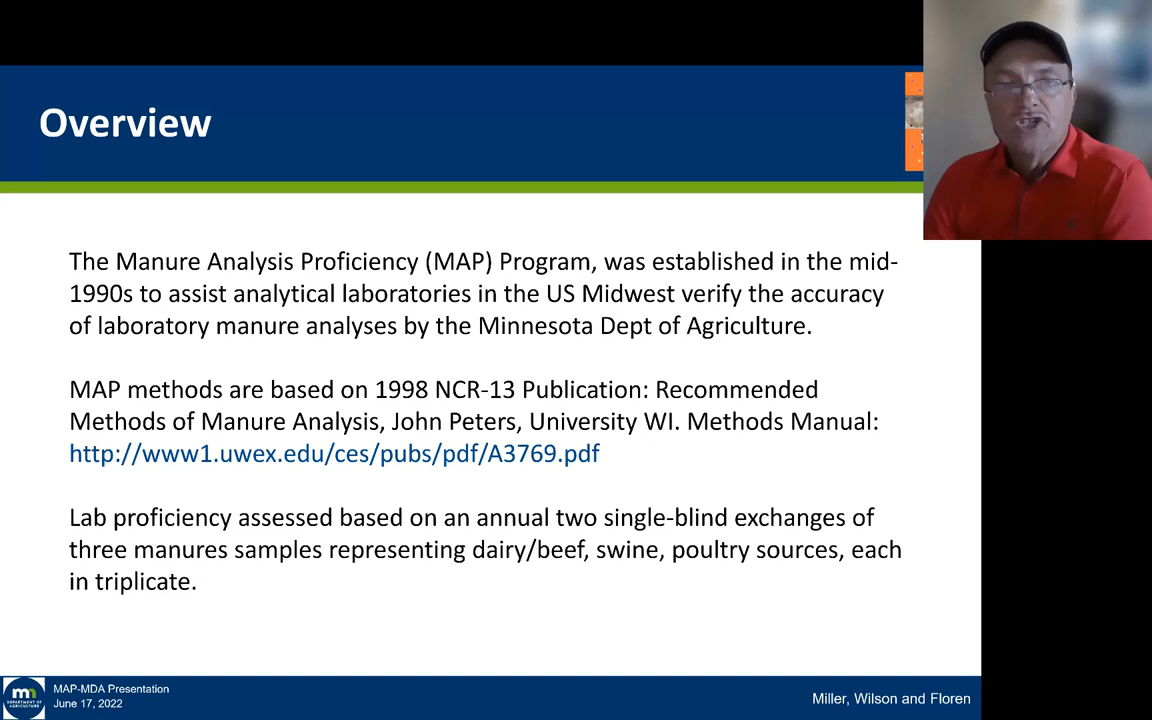 Overview
The Manure Analysis Proficiency (MAP) Program, was established in the mid-
1990s to assist analytical laboratories in the US Midwest verify the accuracy
of laboratory manure analyses by the Minnesota Dept of Agriculture.
MAP methods are based on 1998 NCR-13 Publication: Recommended
Methods of Manure Analysis, John Peters, University WI. Methods Manual:
http://www1.uwex.edu/ces/pubs/pdf/A3769.pdf
Lab proficiency assessed based on an annual two single-blind exchanges of
three manures samples representing dairy/beef, swine, poultry sources, each
in triplicate.
mn
DEPARTMENT OF
AGRICULTURE
MAP-MDA Presentation
June 17, 2022
Miller, Wilson and Floren